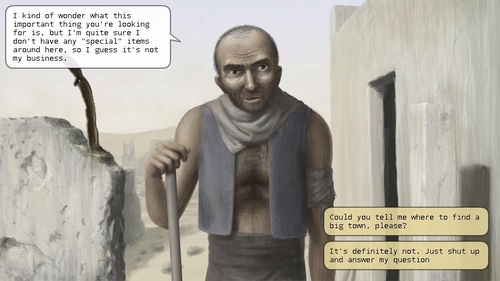 I kind of wonder what this
important thing you're looking
for is, but I'm quite sure I
don't have any "special" items
around here, so I guess it's not
my business.
Could you tell me where to find a
big town, please?
It's definitely not. Just shut up
and answer my question